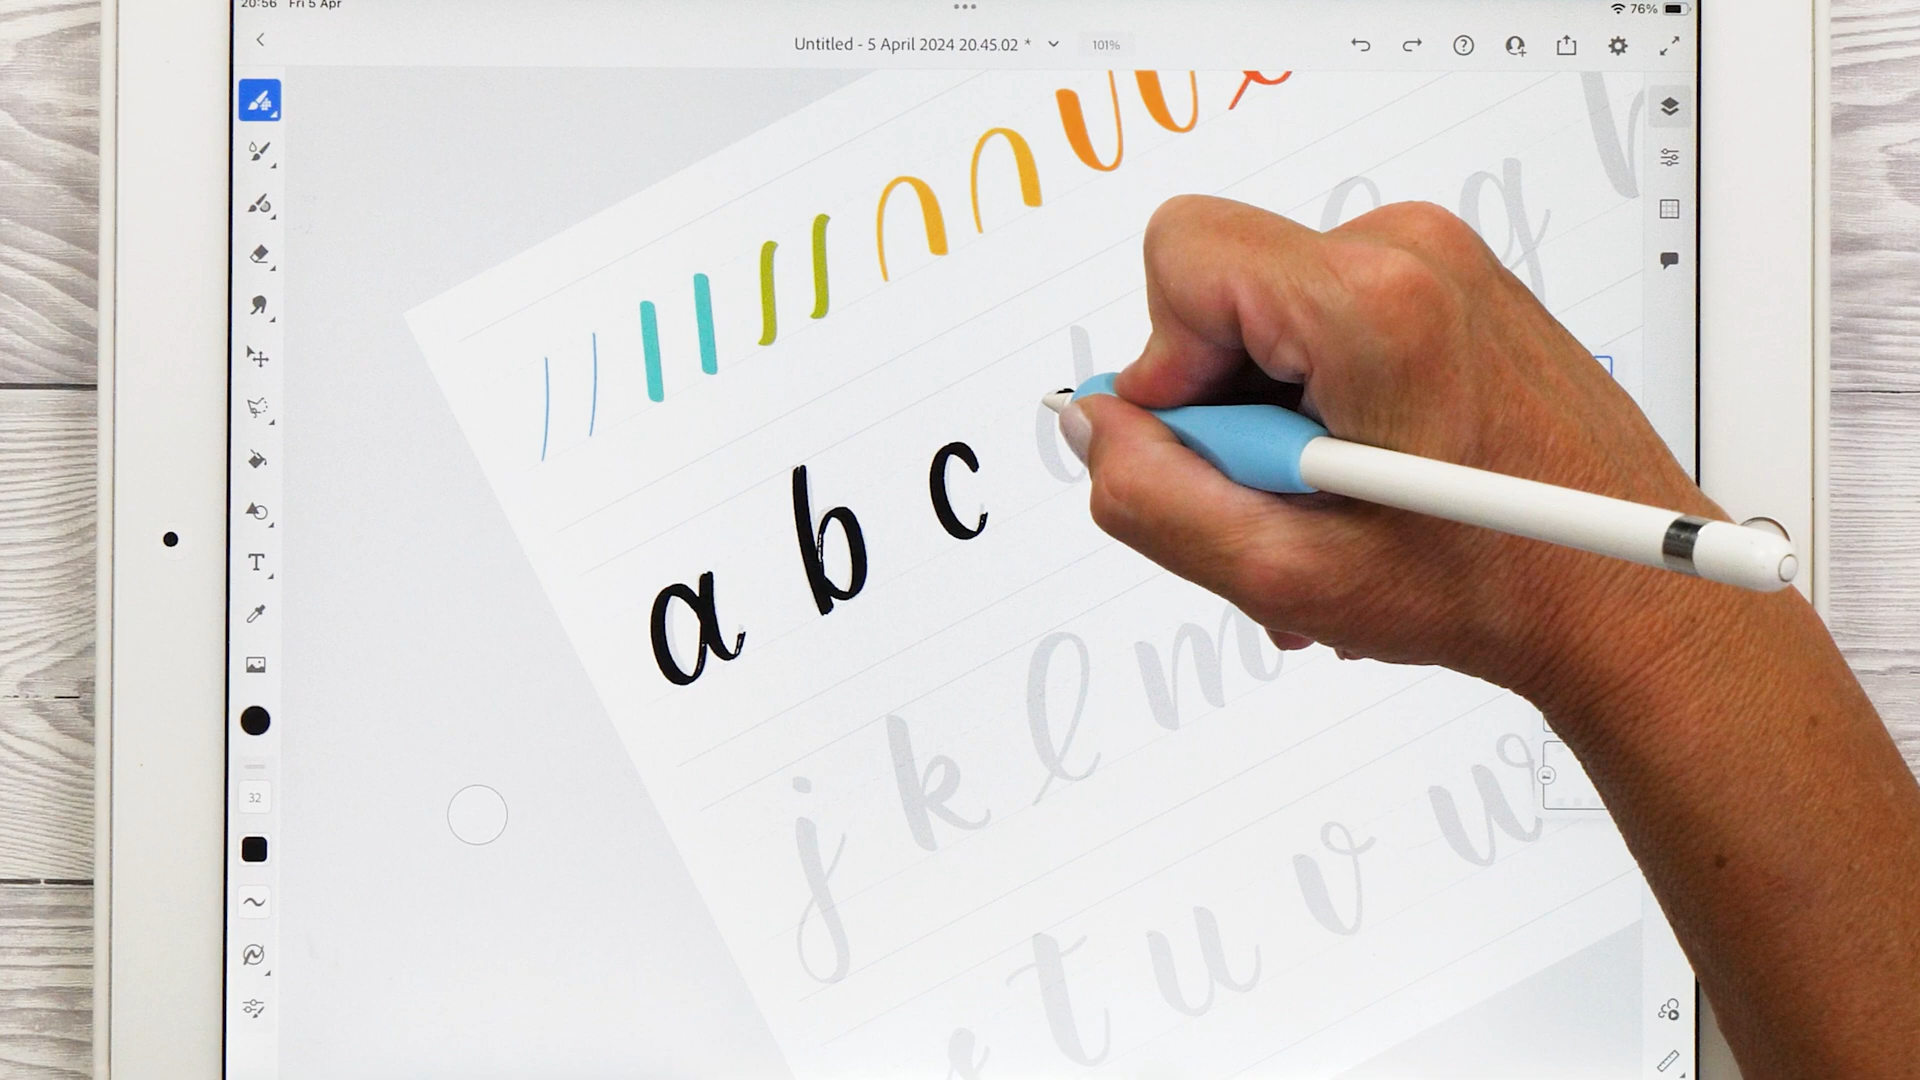 20:56 Fri 5 Apr
76%
Untitled - 5 April 2024 20.45.02 *
101%
T
32
a b c d g h
j k l m
t u v w